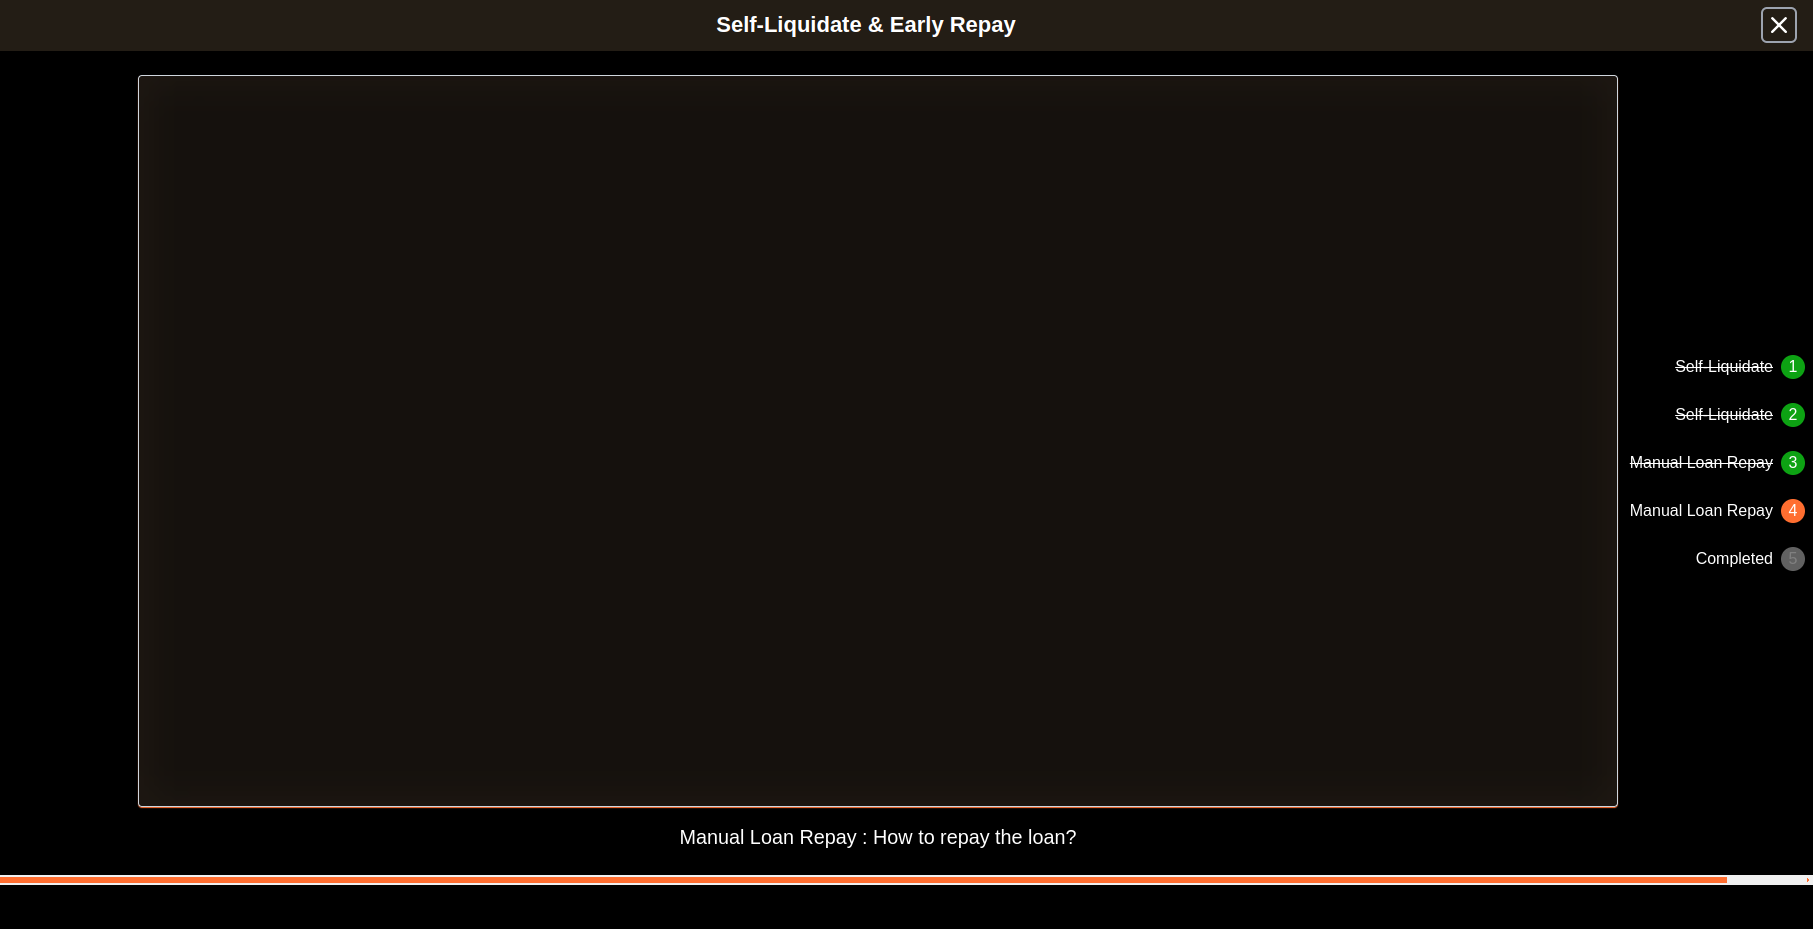 Self-Liquidate & Early Repay
Self-Liquidate 1
Self-Liquidate 2
Manual Loan Repay 3
Manual Loan Repay 4
Completed 5
Manual Loan Repay : How to repay the loan?